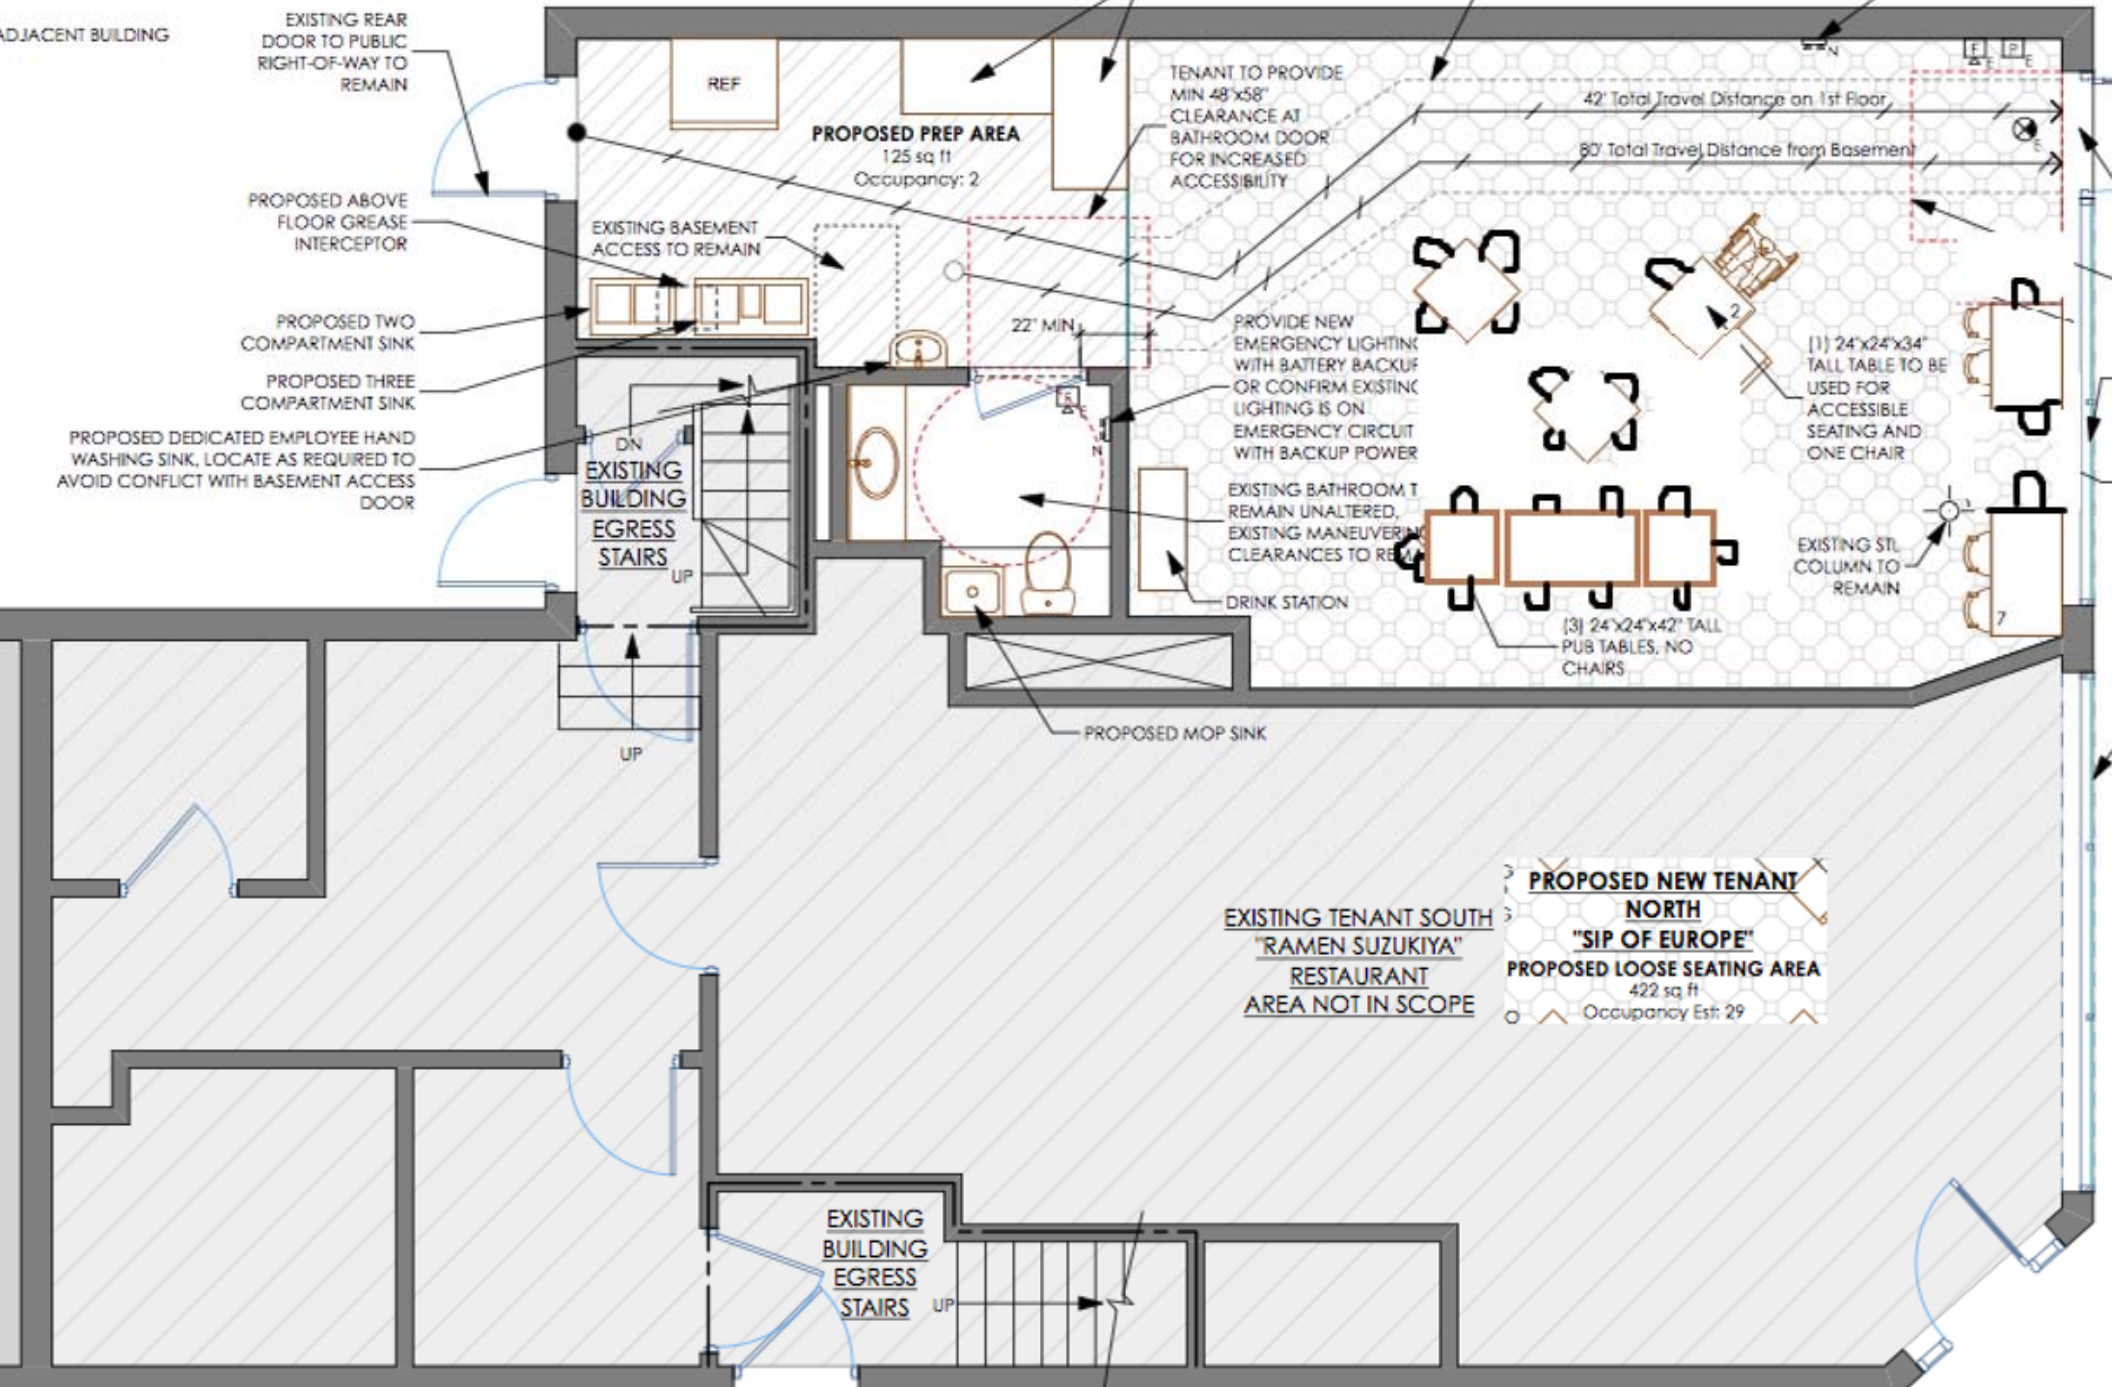 ADJACENT BUILDING
EXISTING REAR
DOOR TO PUBLIC
RIGHT-OF-WAY TO
REMAIN
PROPOSED ABOVE
FLOOR GREASE
INTERCEPTOR
PROPOSED TWO
COMPARTMENT SINK
PROPOSED THREE
COMPARTMENT SINK
PROPOSED DEDICATED EMPLOYEE HAND
WASHING SINK, LOCATE AS REQUIRED TO
AVOID CONFLICT WITH BASEMENT ACCESS
DOOR
REF
PROPOSED PREP AREA
125 sq ft
Occupancy: 2
EXISTING BASEMENT
ACCESS TO REMAIN
22" MIN
TENANT TO PROVIDE
MIN 48"x58"
CLEARANCE AT
BATHROOM DOOR
FOR INCREASED
ACCESSIBILITY
42' Total Travel Distance on 1st Floor
80' Total Travel Distance from Basement
N
F
E
P
E
E
PROVIDE NEW
EMERGENCY LIGHTING
WITH BATTERY BACKUP
OR CONFIRM EXISTING
LIGHTING IS ON
EMERGENCY CIRCUIT
WITH BACKUP POWER
F
E
N
EXISTING BATHROOM T
REMAIN UNALTERED,
EXISTING MANEUVERING
CLEARANCES TO REMA
DRINK STATION
2
(1) 24"x24"x34"
TALL TABLE TO BE
USED FOR
ACCESSIBLE
SEATING AND
ONE CHAIR
EXISTING STL
COLUMN TO
REMAIN
7
(3) 24"x24"x42" TALL
PUB TABLES, NO
CHAIRS
DN
EXISTING
BUILDING
EGRESS
STAIRS
UP
UP
PROPOSED MOP SINK
EXISTING TENANT SOUTH
"RAMEN SUZUKIYA"
RESTAURANT
AREA NOT IN SCOPE
PROPOSED NEW TENANT
NORTH
"SIP OF EUROPE"
PROPOSED LOOSE SEATING AREA
422 sq ft
Occupancy Est: 29
EXISTING
BUILDING
EGRESS
STAIRS
UP